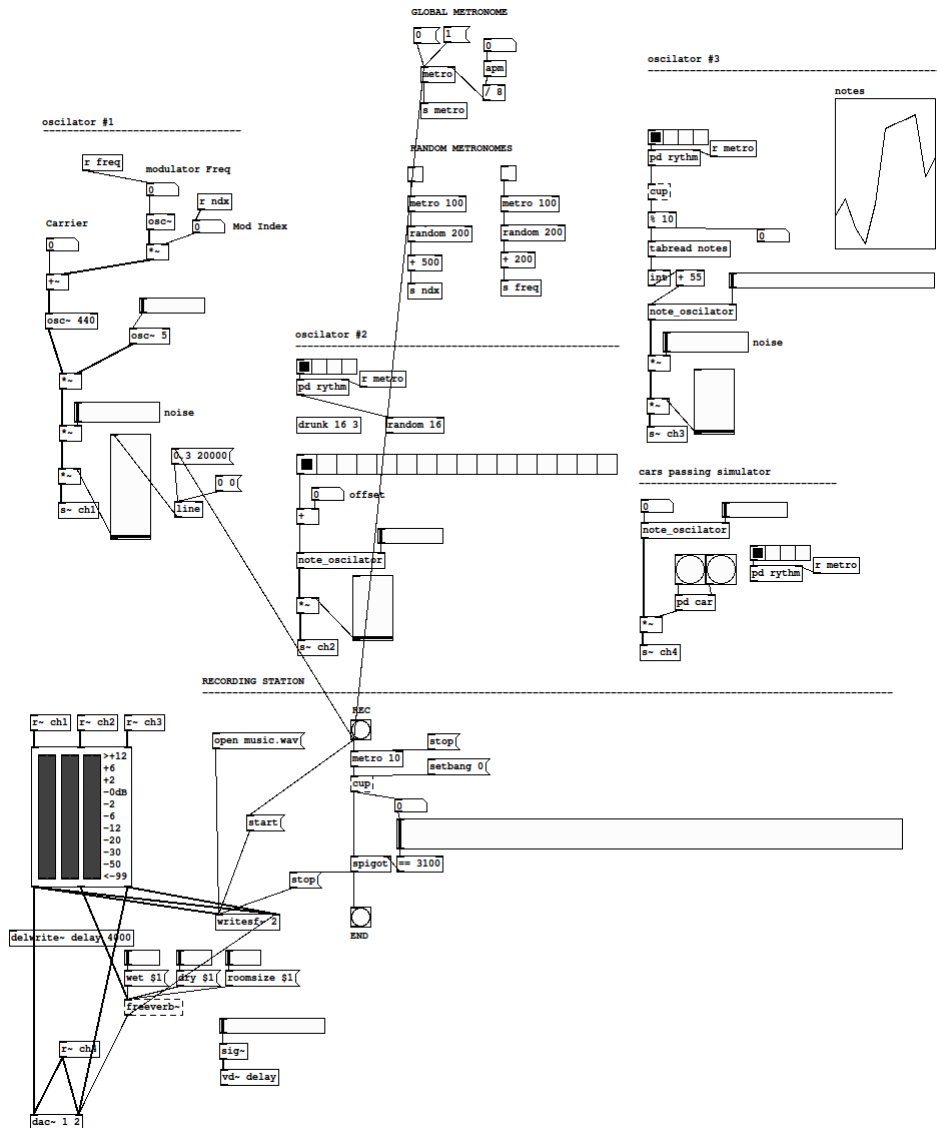 GLOBAL METRONOME
0
1
0
metro
apm
/ 8
s metro
oscilator #3
notes
r metro
pd rythm
cup
% 10
0
tabread notes
int
+ 55
note_oscilator
noise
*~
*~
s~ ch3
oscilator #1
r freq
modulator Freq
0
r ndx
osc~
0
Mod Index
Carrier
0
*~
+~
osc~ 440
osc~ 5
*~
noise
*~
*~
s~ ch1
0.3 20000
0 0
line
RANDOM METRONOMES
metro 100
metro 100
random 200
random 200
+ 500
+ 200
s ndx
s freq
oscilator #2
r metro
pd rythm
drunk 16 3
random 16
0
offset
+
note_oscilator
*~
s~ ch2
cars passing simulator
0
note_oscilator
r metro
pd rythm
pd car
*~
s~ ch4
RECORDING STATION
REC
r~ ch1
r~ ch2
r~ ch3
open music.wav
stop
metro 10
setbang 0
cup
0
>+12
+6
+2
-0dB
-2
-6
-12
-20
-30
-50
<-99
start
spigot
== 3100
stop
writesf~ 2
END
delwrite~ delay 4000
wet $1
dry $1
roomsize $1
freeverb~
r~ ch4
sig~
vd~ delay
dac~ 1 2